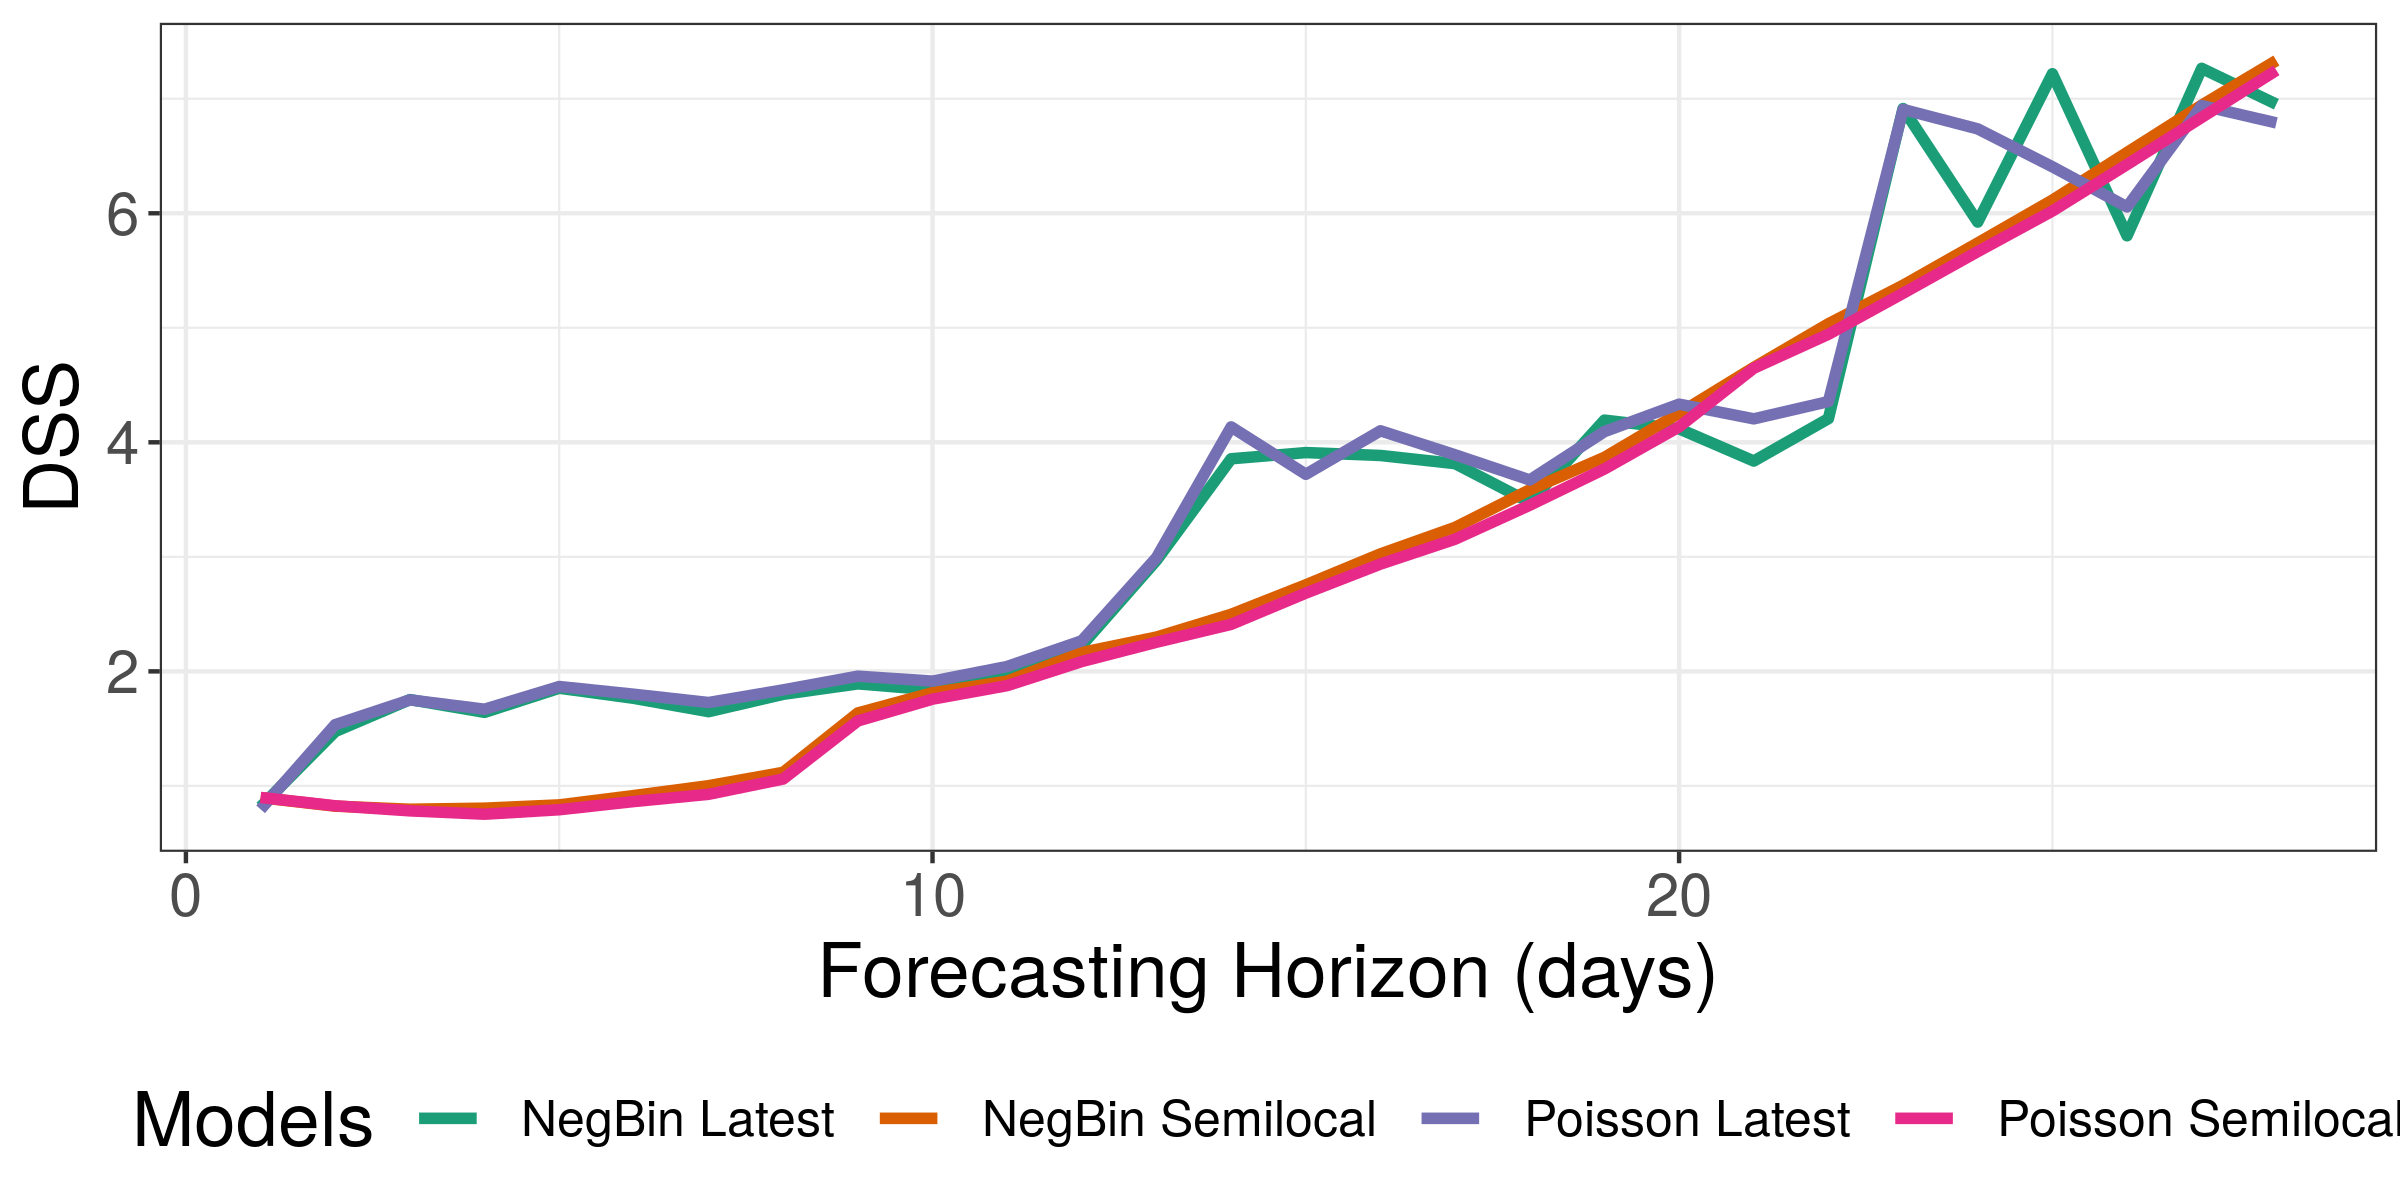 DSS
6
4
2
0 10 20
Forecasting Horizon (days)
Models NegBin Latest NegBin Semilocal Poisson Latest Poisson Semilocal